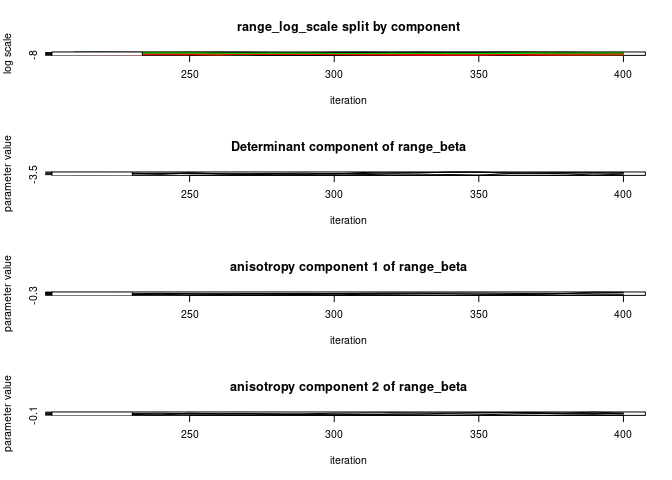 range_log_scale split by component
log scale
-8
250 300 350 400
iteration
Determinant component of range_beta
parameter value
-3.5
250 300 350 400
iteration
anisotropy component 1 of range_beta
parameter value
-0.3
250 300 350 400
iteration
anisotropy component 2 of range_beta
parameter value
-0.1
250 300 350 400
iteration